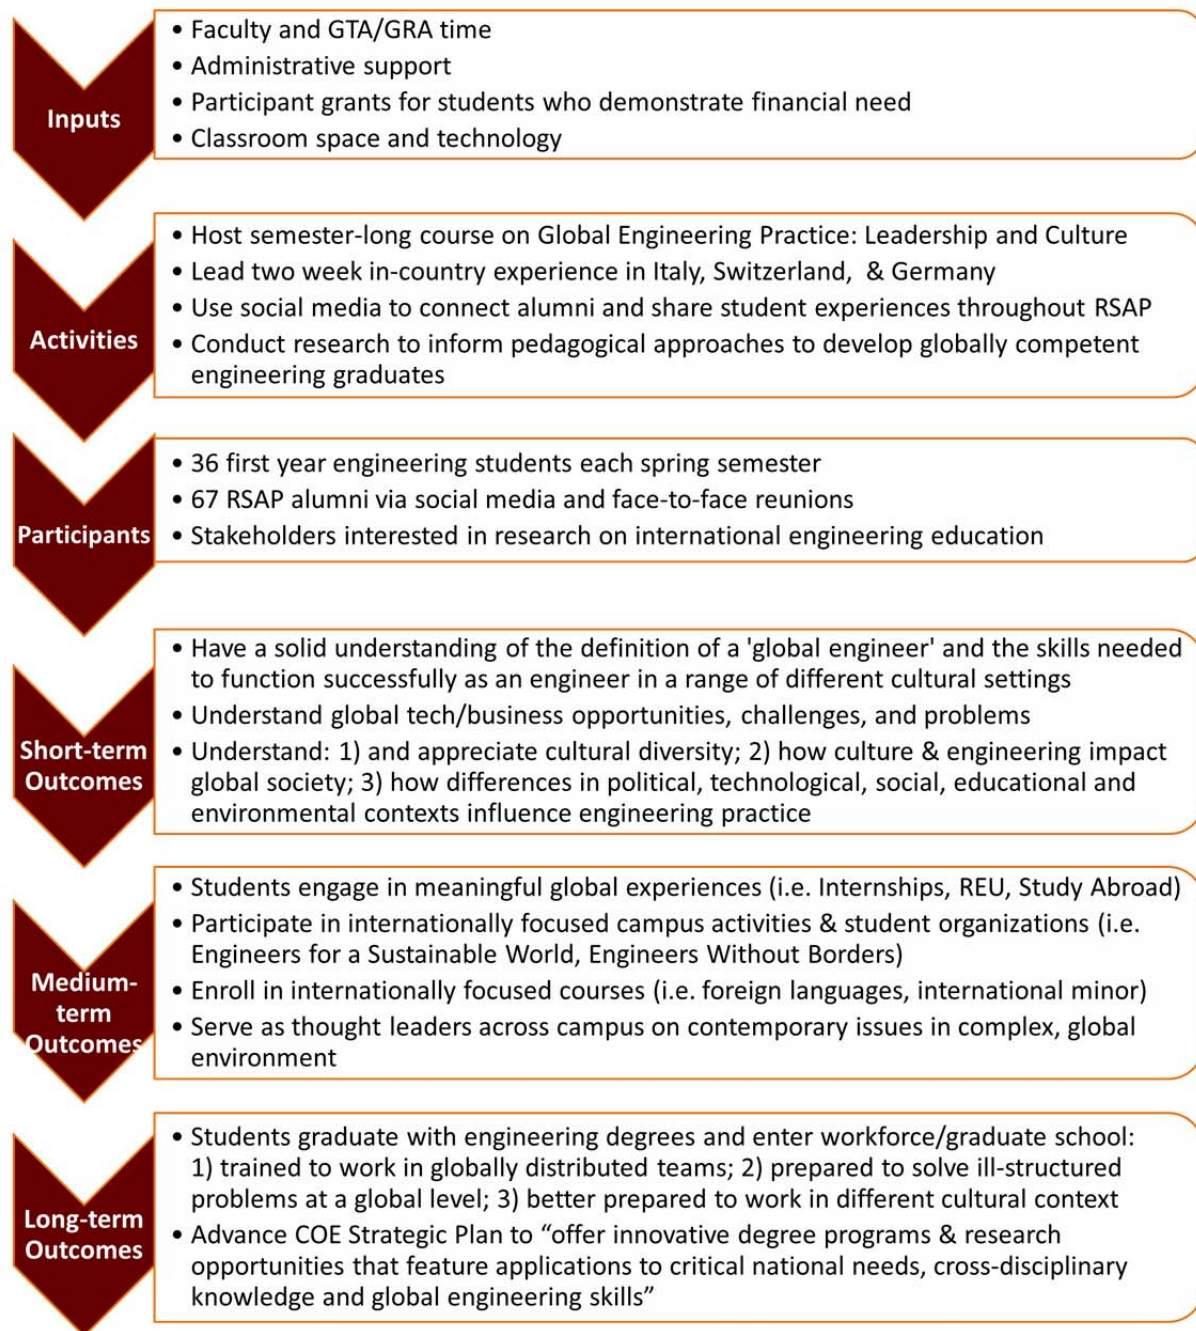 Inputs
• Faculty and GTA/GRA time
• Administrative support
• Participant grants for students who demonstrate financial need
• Classroom space and technology
Activities
• Host semester-long course on Global Engineering Practice: Leadership and Culture
• Lead two week in-country experience in Italy, Switzerland, & Germany
• Use social media to connect alumni and share student experiences throughout RSAP
• Conduct research to inform pedagogical approaches to develop globally competent
engineering graduates
Participants
• 36 first year engineering students each spring semester
• 67 RSAP alumni via social media and face-to-face reunions
• Stakeholders interested in research on international engineering education
Short-term
Outcomes
• Have a solid understanding of the definition of a 'global engineer' and the skills needed
to function successfully as an engineer in a range of different cultural settings
• Understand global tech/business opportunities, challenges, and problems
• Understand: 1) and appreciate cultural diversity; 2) how culture & engineering impact
global society; 3) how differences in political, technological, social, educational and
environmental contexts influence engineering practice
Medium-
term
Outcomes
• Students engage in meaningful global experiences (i.e. Internships, REU, Study Abroad)
• Participate in internationally focused campus activities & student organizations (i.e.
Engineers for a Sustainable World, Engineers Without Borders)
• Enroll in internationally focused courses (i.e. foreign languages, international minor)
• Serve as thought leaders across campus on contemporary issues in complex, global
environment
Long-term
Outcomes
• Students graduate with engineering degrees and enter workforce/graduate school:
1) trained to work in globally distributed teams; 2) prepared to solve ill-structured
problems at a global level; 3) better prepared to work in different cultural context
• Advance COE Strategic Plan to “offer innovative degree programs & research
opportunities that feature applications to critical national needs, cross-disciplinary
knowledge and global engineering skills”